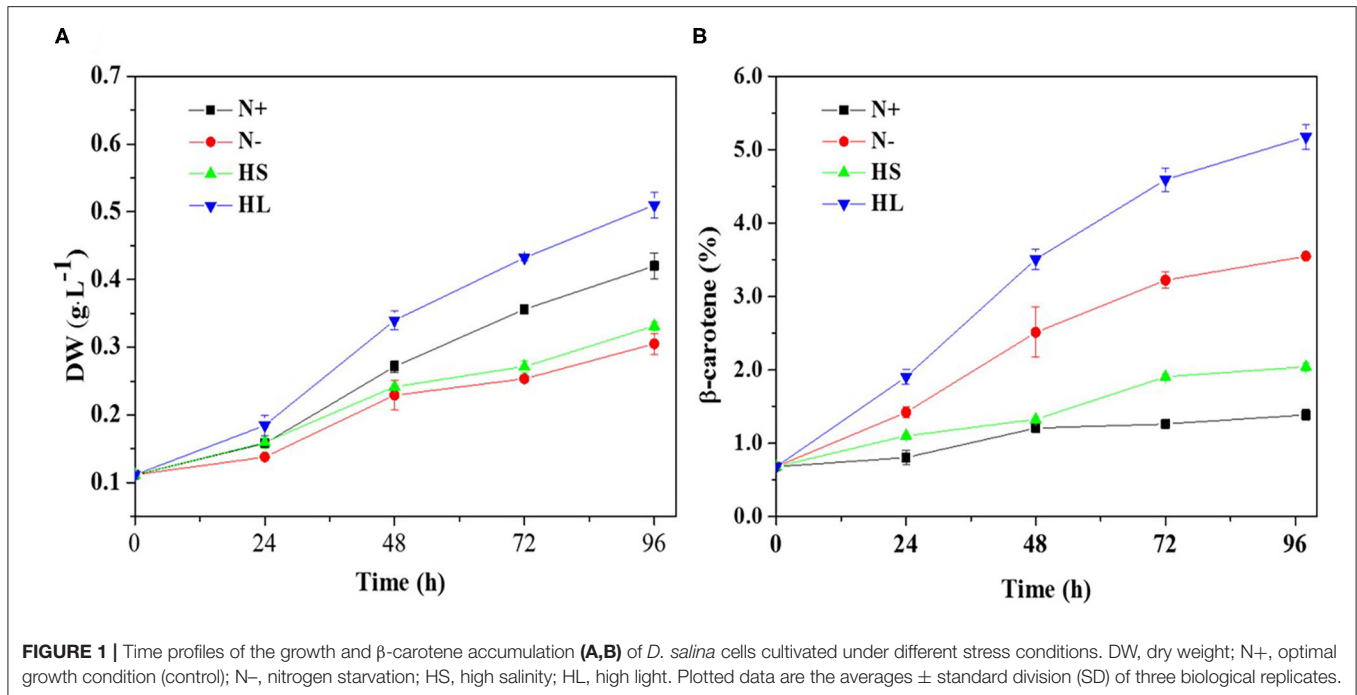 A
0.7
0.6
0.5
0.4
0.3
0.2
0.1
DW (g·L⁻¹)
N+
N-
HS
HL
0 24 48 72 96
Time (h)
B
6.0
5.0
4.0
3.0
2.0
1.0
0.0
β-carotene (%)
N+
N-
HS
HL
0 24 48 72 96
Time (h)
FIGURE 1 | Time profiles of the growth and β-carotene accumulation (A,B) of D. salina cells cultivated under different stress conditions. DW, dry weight; N+, optimal
growth condition (control); N–, nitrogen starvation; HS, high salinity; HL, high light. Plotted data are the averages ± standard division (SD) of three biological replicates.